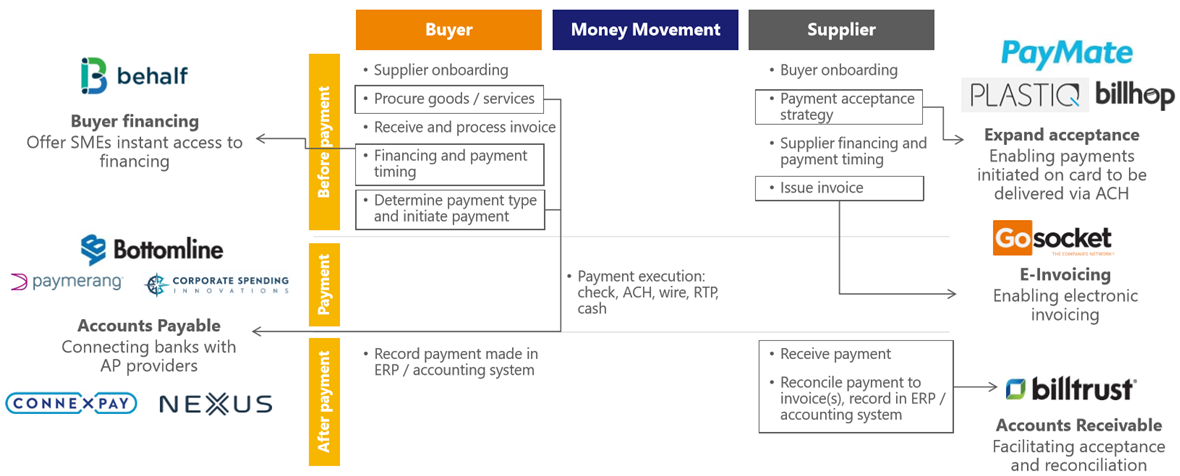 Buyer
Money Movement
Supplier
behalf
Buyer financing
Offer SMEs instant access to
financing
Bottomline
paymerang
CORPORATE SPENDING
INNOVATIONS
Accounts Payable
Connecting banks with
AP providers
CONNEXPAY
NEXUS
Before payment
• Supplier onboarding
• Procure goods / services
• Receive and process invoice
• Financing and payment
timing
• Determine payment type
and initiate payment
• Buyer onboarding
• Payment acceptance
strategy
• Supplier financing and
payment timing
• Issue invoice
Payment
• Payment execution:
check, ACH, wire, RTP,
cash
After payment
• Record payment made in
ERP / accounting system
• Receive payment
• Reconcile payment to
invoice(s), record in ERP /
accounting system
PayMate
PLASTIQ
billhop
Expand acceptance
Enabling payments
initiated on card to be
delivered via ACH
Gosocket
THE COMPANIES NETWORK
E-Invoicing
Enabling electronic
invoicing
billtrust
Accounts Receivable
Facilitating acceptance
and reconciliation